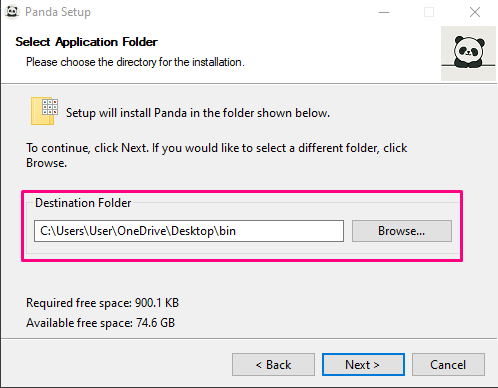 Panda Setup
Select Application Folder
Please choose the directory for the installation.
Setup will install Panda in the folder shown below.
To continue, click Next. If you would like to select a different folder, click
Browse.
Destination Folder
C:\Users\User\OneDrive\Desktop\bin
Browse...
Required free space: 900.1 KB
Available free space: 74.6 GB
< Back
Next >
Cancel